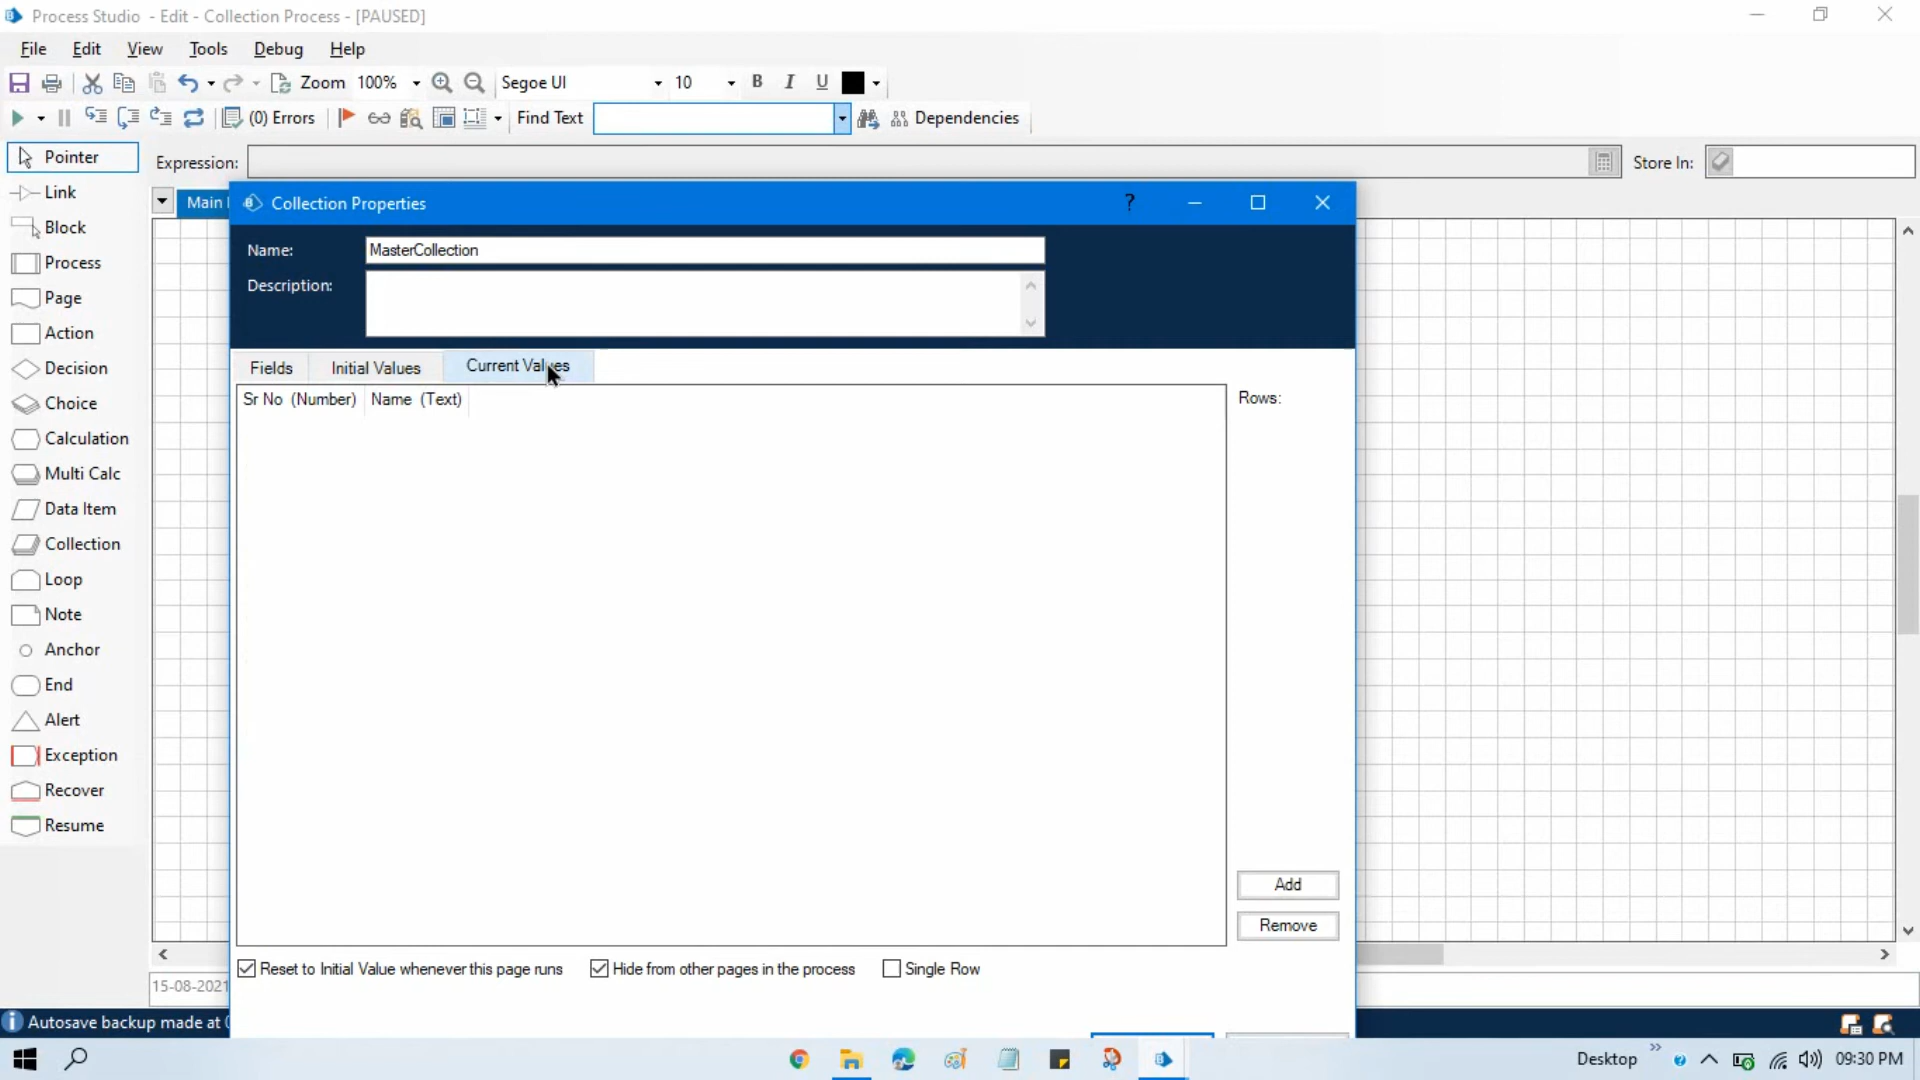 Process Studio - Edit - Collection Process - [PAUSED]
File Edit View Tools Debug Help
Zoom 100% Segoe UI 10 B I U
(0) Errors Find Text Dependencies
Pointer Expression: Store In:
Link
Block
Process
Page
Action
Decision
Choice
Calculation
Multi Calc
Data Item
Collection
Loop
Note
Anchor
End
Alert
Exception
Recover
Resume
Main
Collection Properties ?
Name: MasterCollection
Description:
Fields Initial Values Current Values
Sr No (Number) Name (Text) Rows:
Add
Remove
Reset to Initial Value whenever this page runs Hide from other pages in the process Single Row
15-08-2021
Autosave backup made at
Desktop 09:30 PM